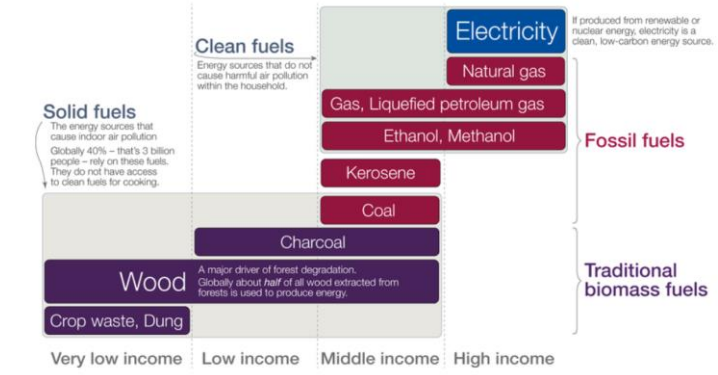 Electricity
If produced from renewable or
nuclear energy, electricity is a
clean, low-carbon energy source.
Clean fuels
Energy sources that do not
cause harmful air pollution
within the household.
Natural gas
Gas, Liquefied petroleum gas
Ethanol, Methanol
Fossil fuels
Solid fuels
The energy sources that
cause indoor air pollution
Globally 40% – that's 3 billion
people – rely on these fuels.
They do not have access
to clean fuels for cooking.
Kerosene
Coal
Charcoal
Wood
A major driver of forest degradation.
Globally about half of all wood extracted from
forests is used to produce energy.
Traditional
biomass fuels
Crop waste, Dung
Very low income
Low income
Middle income
High income